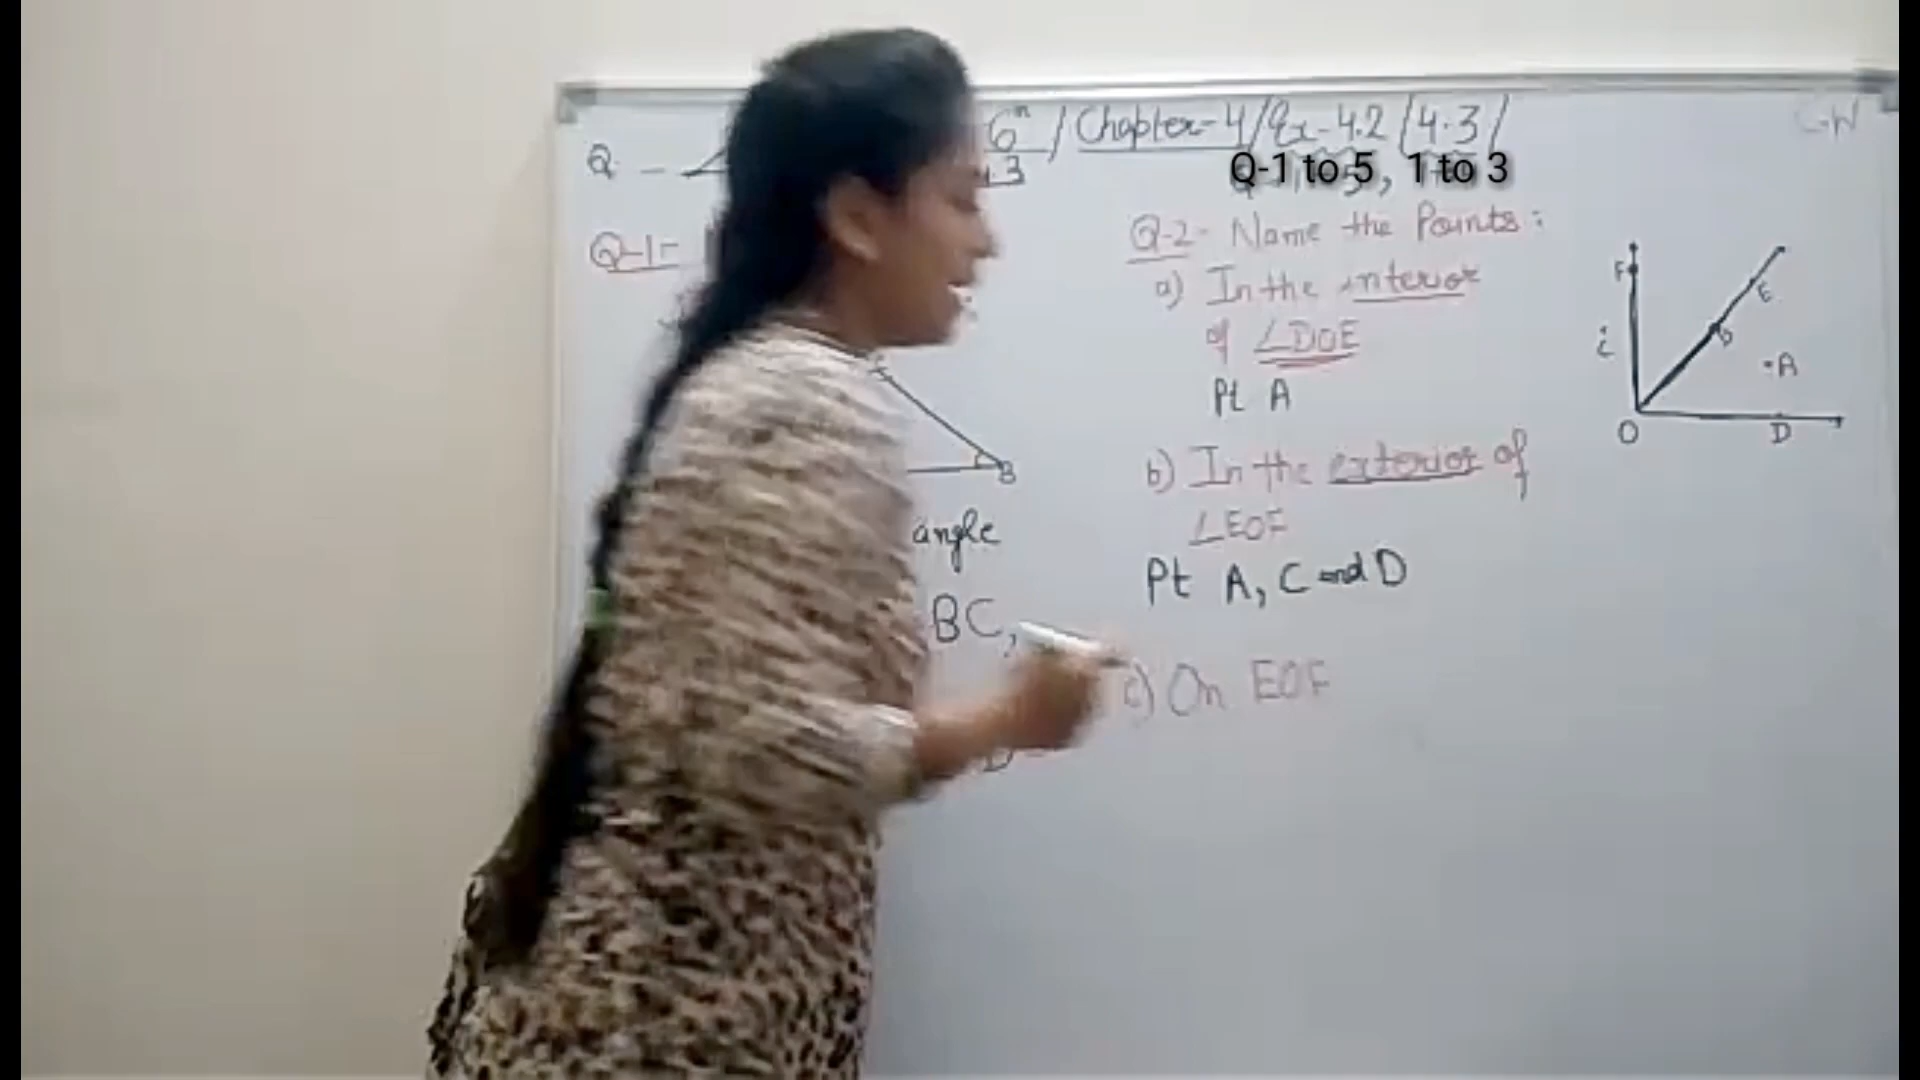 6th / Chapter-4/Ex-4.2/4.3/
C.W
Q. 4.3
Q-1 to 5, 1 to 3
Q-1-
B
angle
BC,
D
Q-2- Name the Points:
a) In the interior
of ∠DOE
Pt A
b) In the exterior of
∠EOF
Pt A, C and D
c) On EOF
F
E
B
C
A
O
D